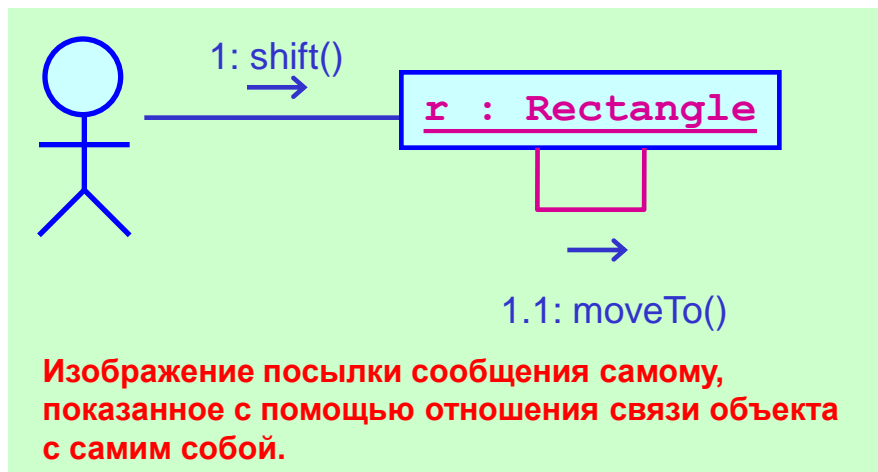 1: shift()
r : Rectangle
1.1: moveTo()
Изображение посылки сообщения самому,
показанное с помощью отношения связи объекта
с самим собой.